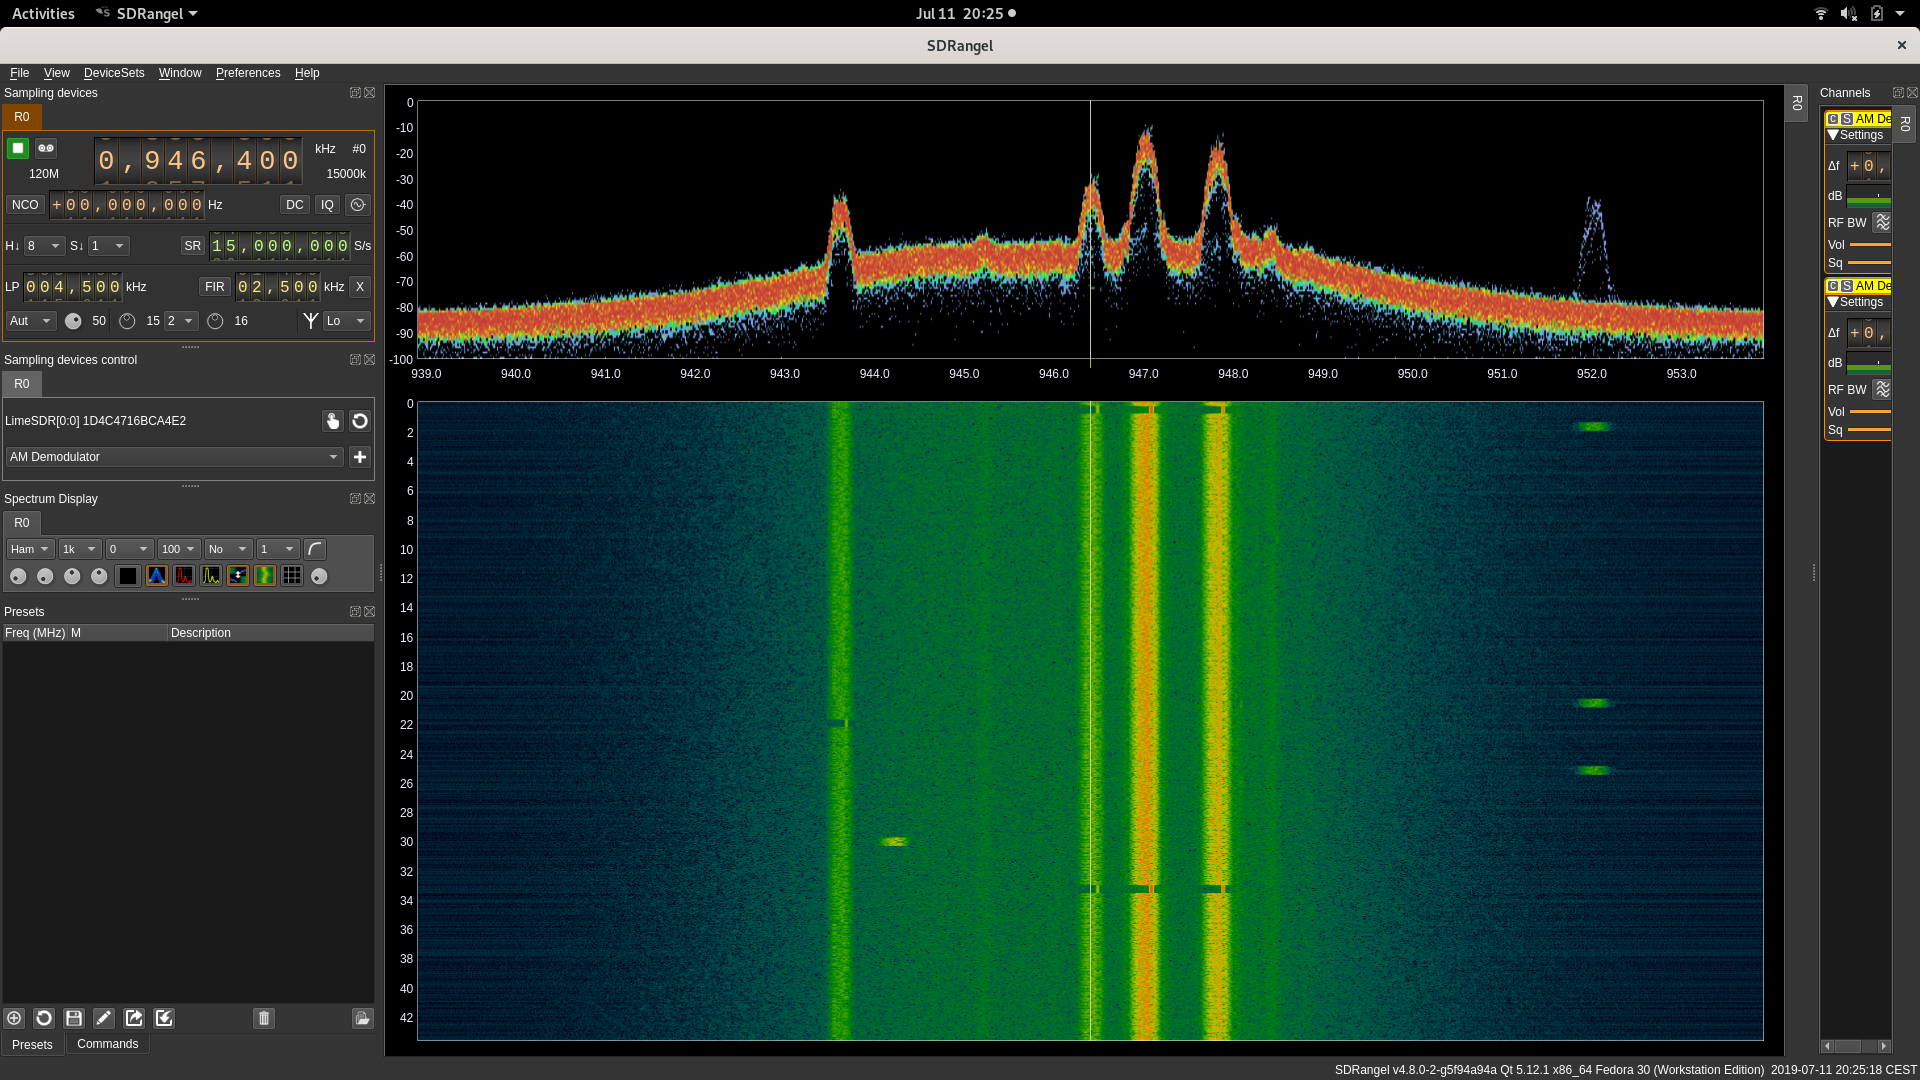 Activities SDRangel Jul 11 20:25
SDRangel
File View DeviceSets Window Preferences Help
Sampling devices
R0
0,946,400 kHz #0
120M 15000k
NCO +00,000,000 Hz DC IQ
H↓ 8 S↓ 1 SR 15,000,000 S/s
LP 004,500 kHz FIR 02,500 kHz X
Aut 50 15 2 16 Lo
Sampling devices control
R0
LimeSDR[0:0] 1D4C4716BCA4E2
AM Demodulator
Spectrum Display
R0
Ham 1k 0 100 No 1
Presets
Freq (MHz) M Description
Presets Commands
0
-10
-20
-30
-40
-50
-60
-70
-80
-90
-100
939.0 940.0 941.0 942.0 943.0 944.0 945.0 946.0 947.0 948.0 949.0 950.0 951.0 952.0 953.0
0
2
4
6
8
10
12
14
16
18
20
22
24
26
28
30
32
34
36
38
40
42
R0
Channels
R0
C S AM De
Settings
Δf +0,
dB
RF BW
Vol
Sq
C S AM De
Settings
Δf +0,
dB
RF BW
Vol
Sq
SDRangel v4.8.0-2-g5f94a94a Qt 5.12.1 x86_64 Fedora 30 (Workstation Edition) 2019-07-11 20:25:18 CEST